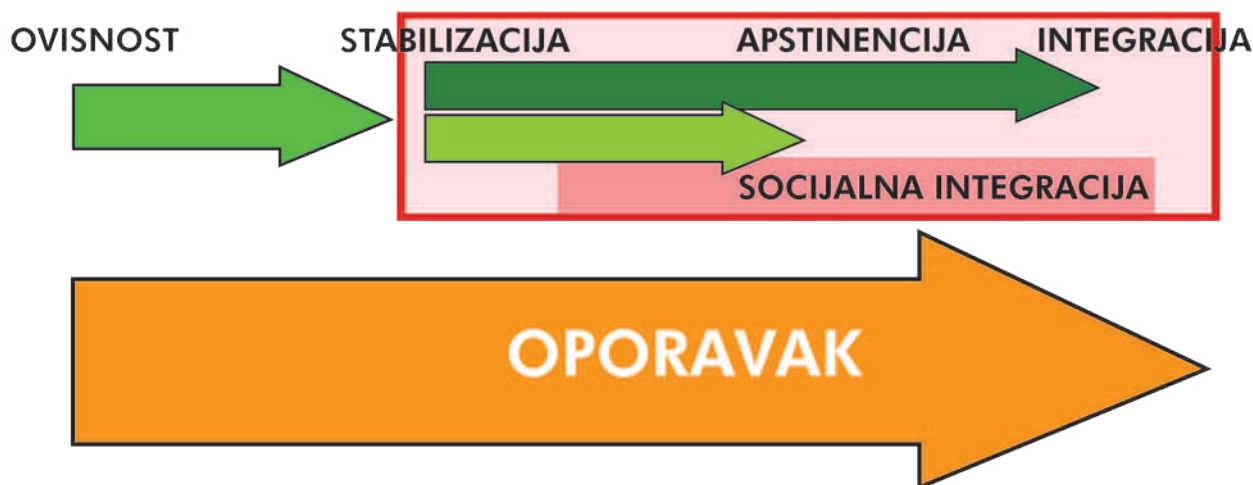 OVISNOST STABILIZACIJA APSTINENCIJA INTEGRACIJA
SOCIJALNA INTEGRACIJA
OPORAVAK